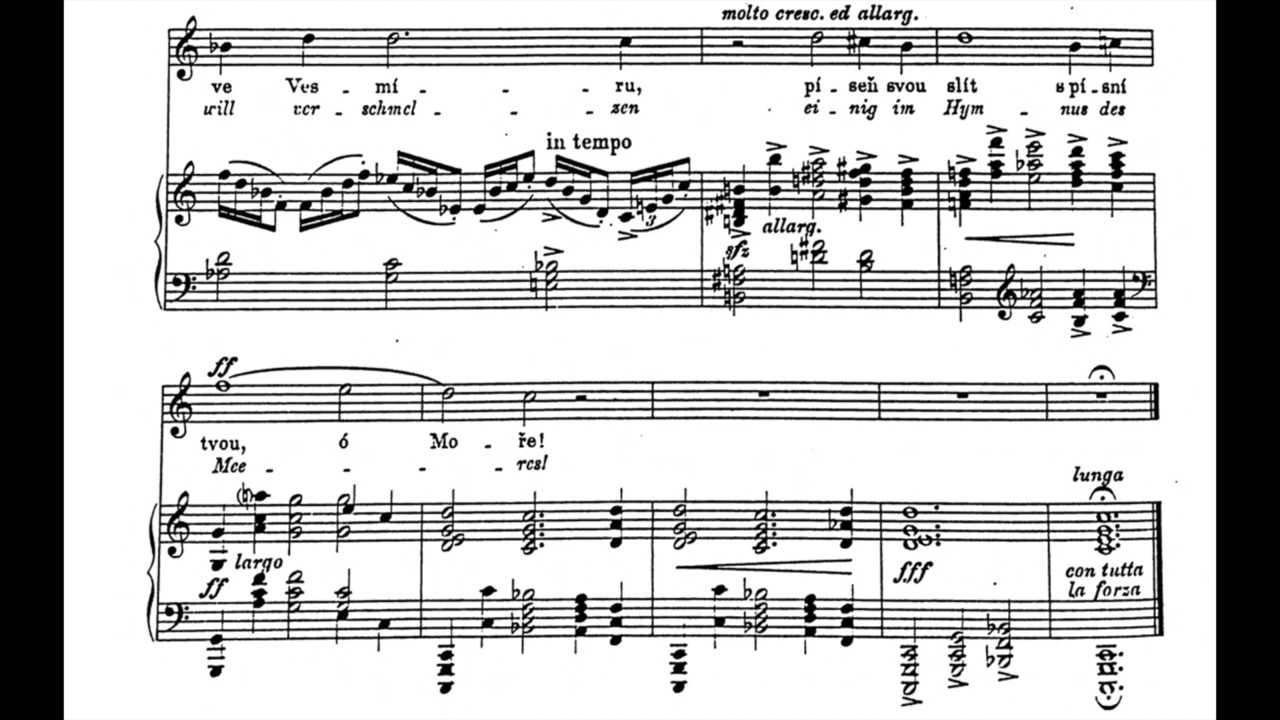 molto cresc. ed allarg.
ve Ves - mí - - - ru, pí - seň svou slít s pí - sní
will ver - schmel - - - zen ei - nig im Hym - nus des
in tempo
3
allarg.
sfz
ff
tvou, ó Mo - ře!
Mee - - - - res!
lunga
largo
ff
fff
con tutta
la forza